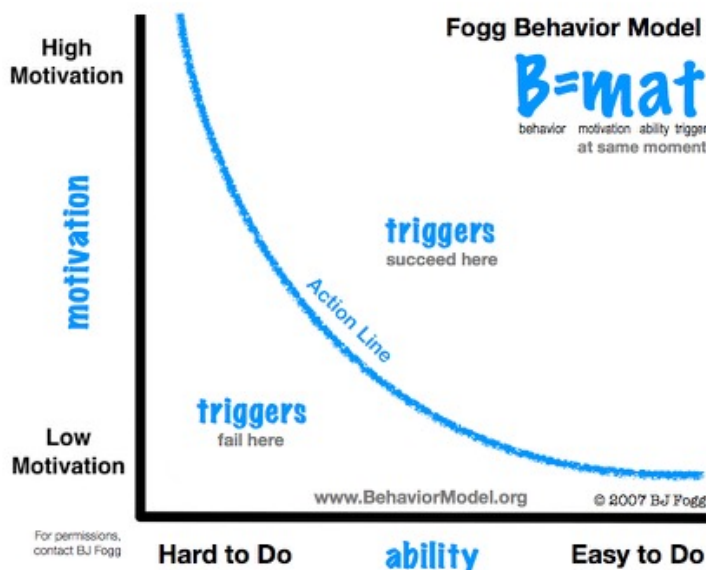 Fogg Behavior Model
B=mat
behavior motivation ability trigger
at same moment
High
Motivation
motivation
triggers
succeed here
Action Line
triggers
fail here
Low
Motivation
www.BehaviorModel.org
© 2007 BJ Fogg
For permissions,
contact BJ Fogg
Hard to Do
ability
Easy to Do